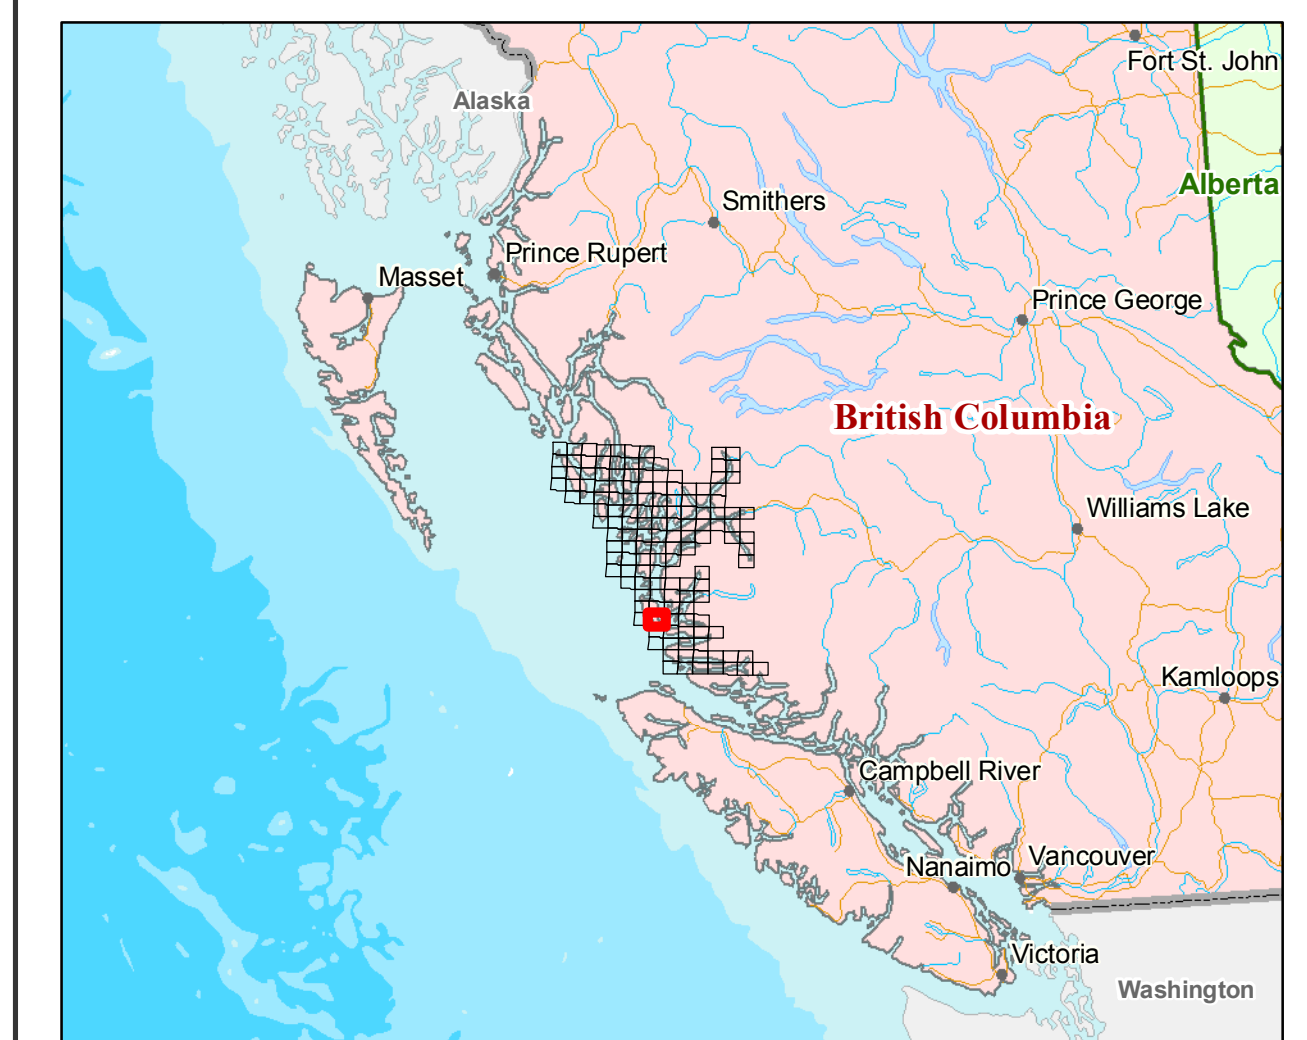 Fort St. John
Alaska
Alberta
Smithers
Prince Rupert
Masset
Prince George
British Columbia
Williams Lake
Kamloops
Campbell River
Vancouver
Nanaimo
Victoria
Washington